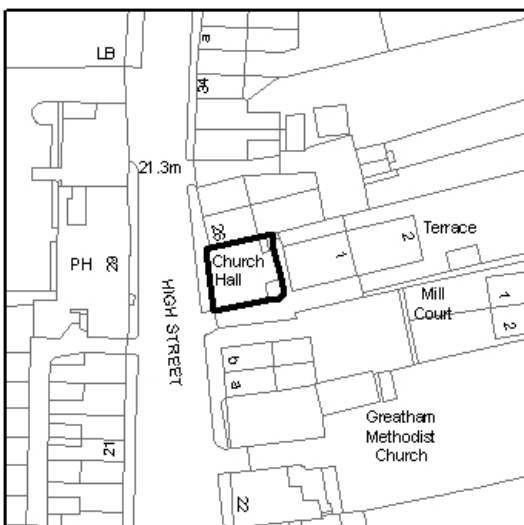 LB
e
34
21.3m
26
Church
Hall
1
2
Terrace
PH
29
HIGH STREET
Mill
Court
1
2
b
a
Greatham
Methodist
Church
21
22